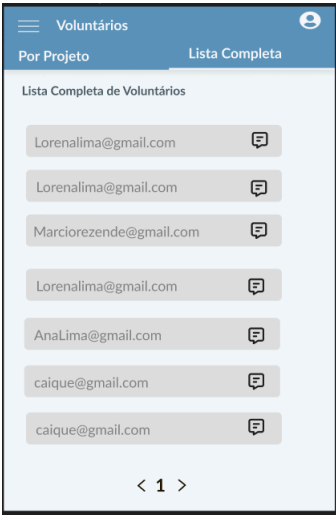 Voluntários
Por Projeto
Lista Completa
Lista Completa de Voluntários
Lorenalima@gmail.com
Lorenalima@gmail.com
Marciorezende@gmail.com
Lorenalima@gmail.com
AnaLima@gmail.com
caique@gmail.com
caique@gmail.com
< 1 >